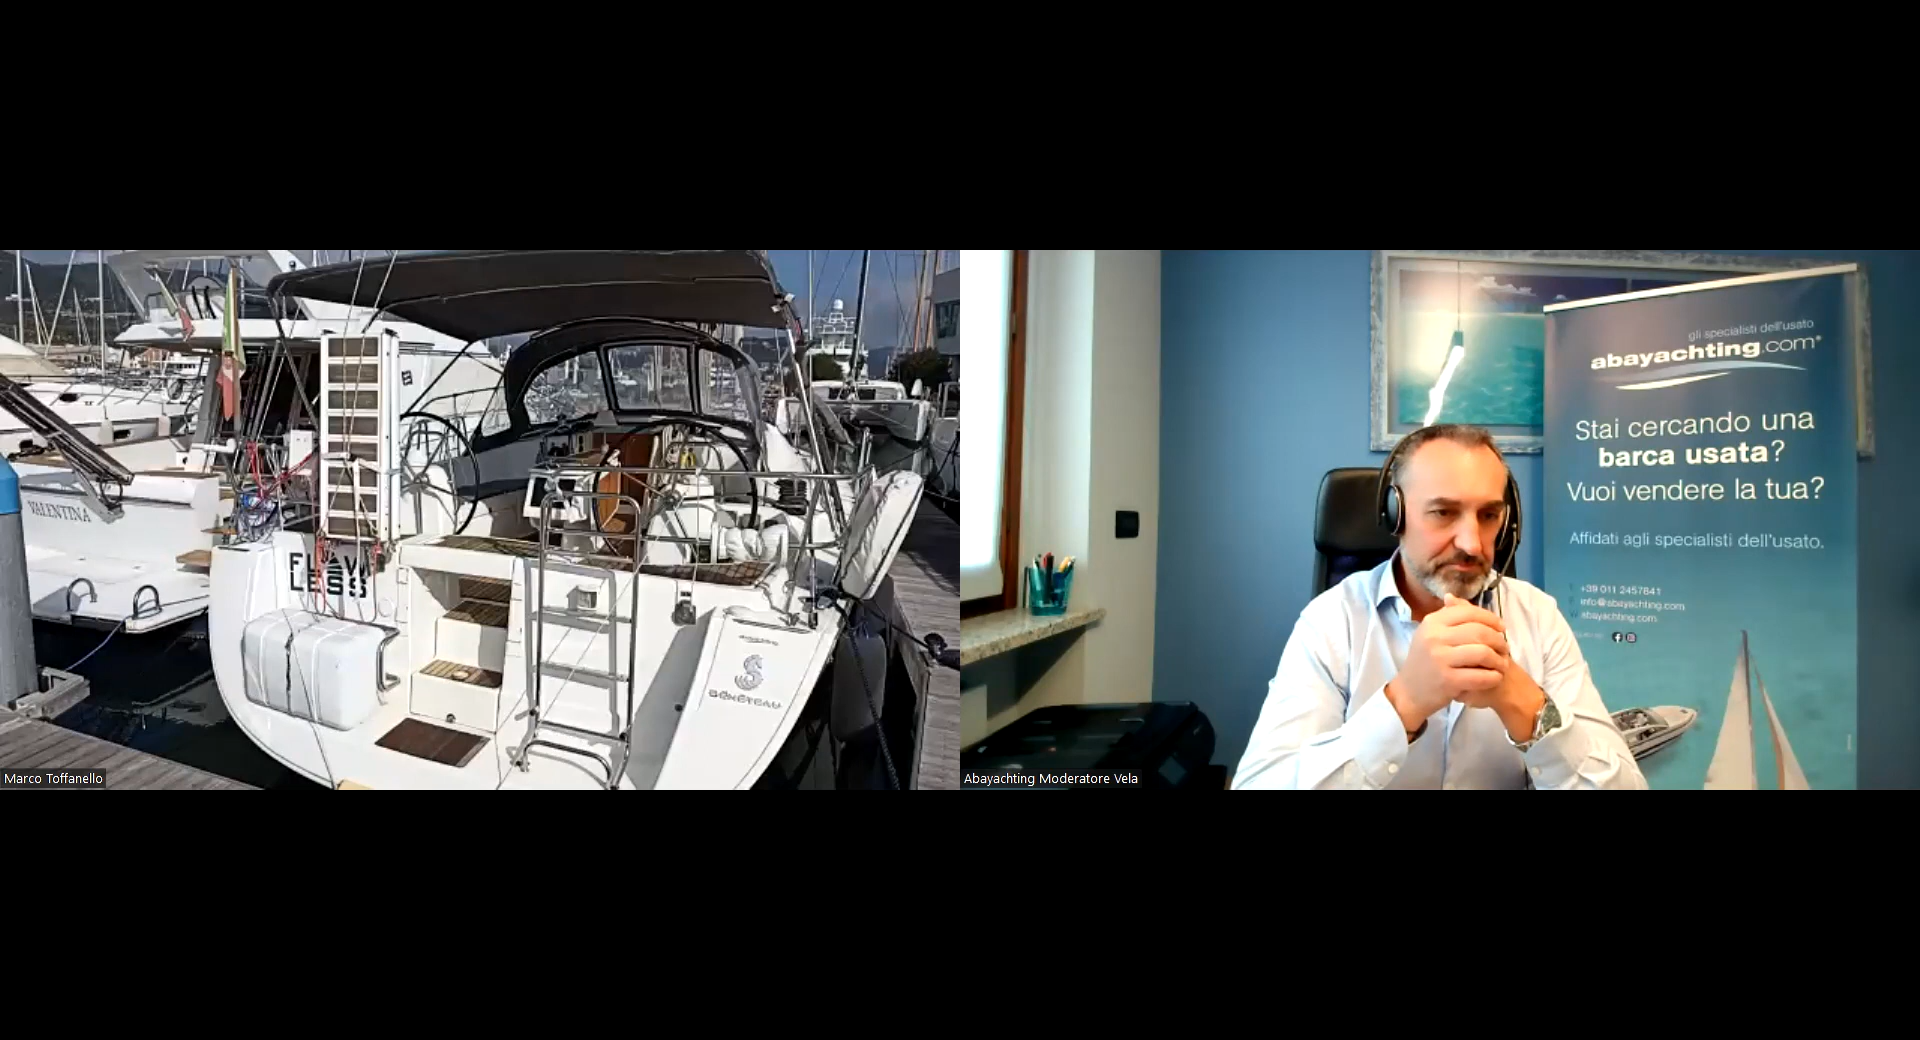 VALENTINA
FLAW
LESS
BENETEAU
Marco Toffanello
gli specialisti dell'usato
abayachting.com®
Stai cercando una
barca usata?
Vuoi vendere la tua?
Affidati agli specialisti dell'usato.
+39 011 2457841
info@abayachting.com
abayachting.com
Abayachting Moderatore Vela